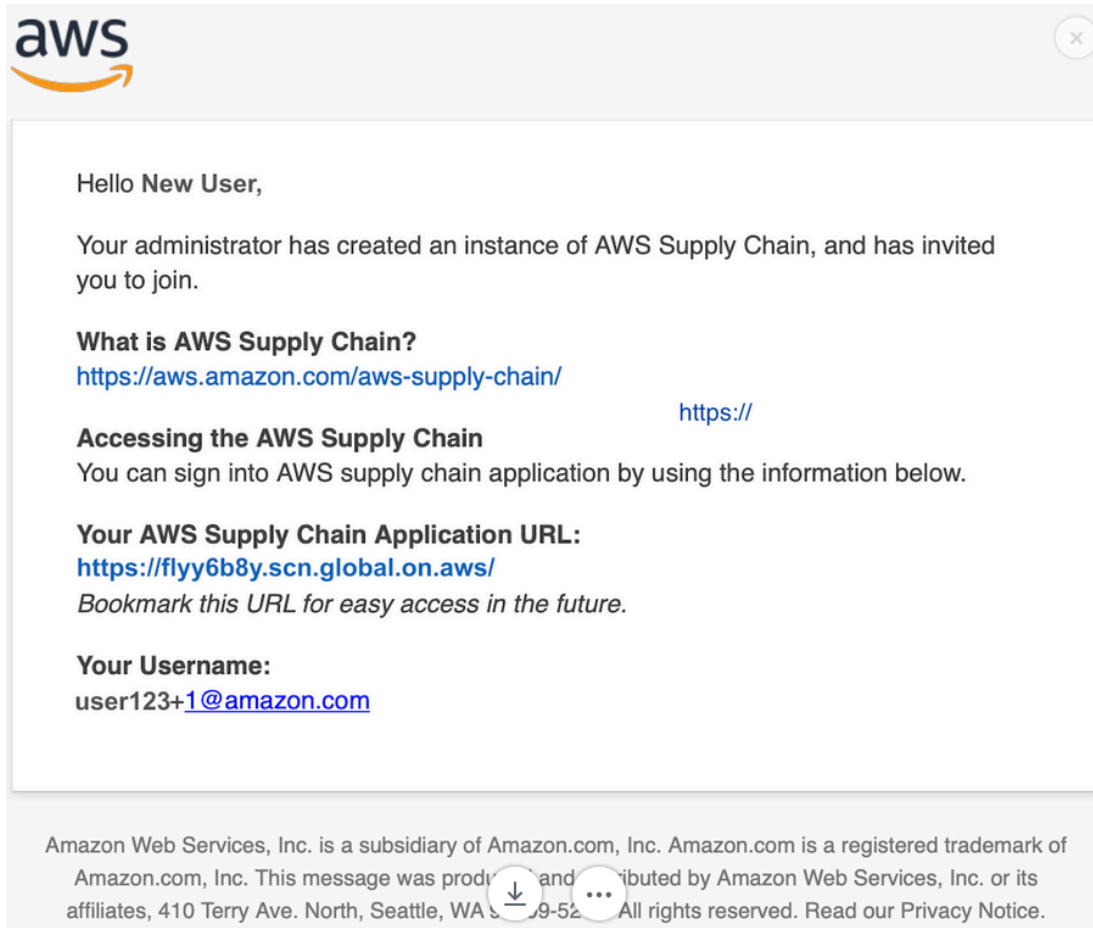 aws
Hello New User,
Your administrator has created an instance of AWS Supply Chain, and has invited
you to join.
What is AWS Supply Chain?
https://aws.amazon.com/aws-supply-chain/
https://
Accessing the AWS Supply Chain
You can sign into AWS supply chain application by using the information below.
Your AWS Supply Chain Application URL:
https://flyy6b8y.scn.global.on.aws/
Bookmark this URL for easy access in the future.
Your Username:
user123+1@amazon.com
Amazon Web Services, Inc. is a subsidiary of Amazon.com, Inc. Amazon.com is a registered trademark of
Amazon.com, Inc. This message was and by Amazon Web Services, Inc. or its
affiliates, 410 Terry Ave. North, Seattle, WA All rights reserved. Read our Privacy Notice.